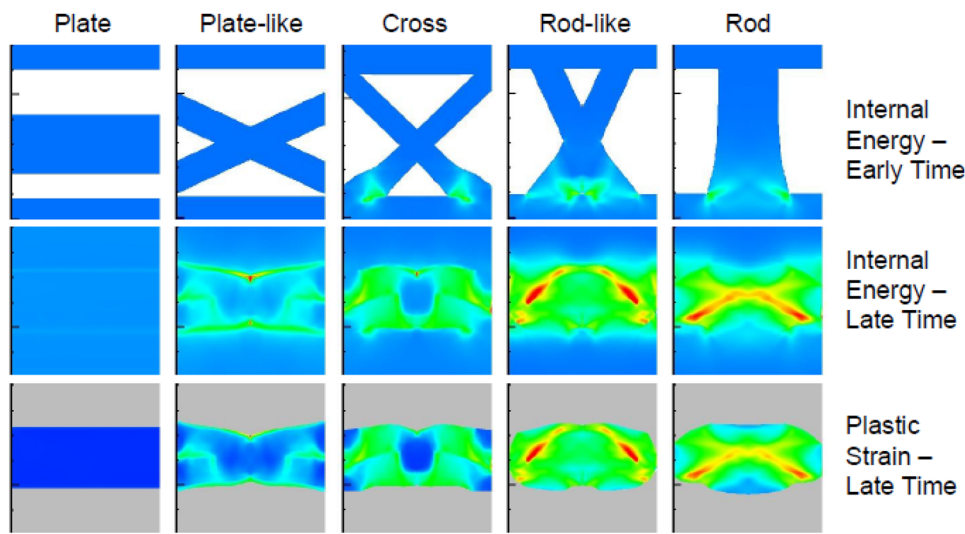 Plate
Plate-like
Cross
Rod-like
Rod
Internal
Energy –
Early Time
Internal
Energy –
Late Time
Plastic
Strain –
Late Time